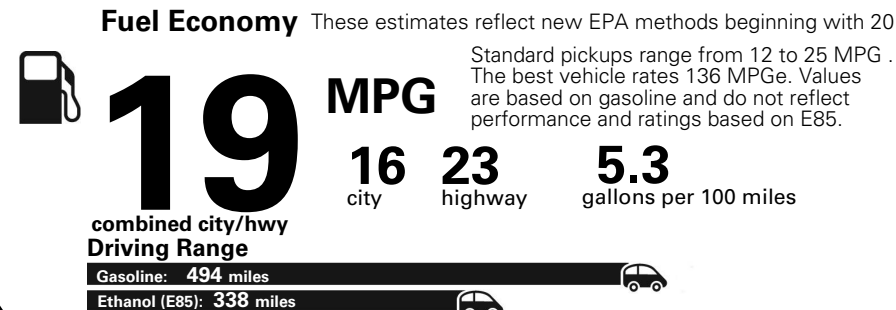 Fuel Economy These estimates reflect new EPA methods beginning with 20
Standard pickups range from 12 to 25 MPG .
The best vehicle rates 136 MPGe. Values
are based on gasoline and do not reflect
performance and ratings based on E85.
19 MPG
combined city/hwy
16 city
23 highway
5.3 gallons per 100 miles
Driving Range
Gasoline: 494 miles
Ethanol (E85): 338 miles